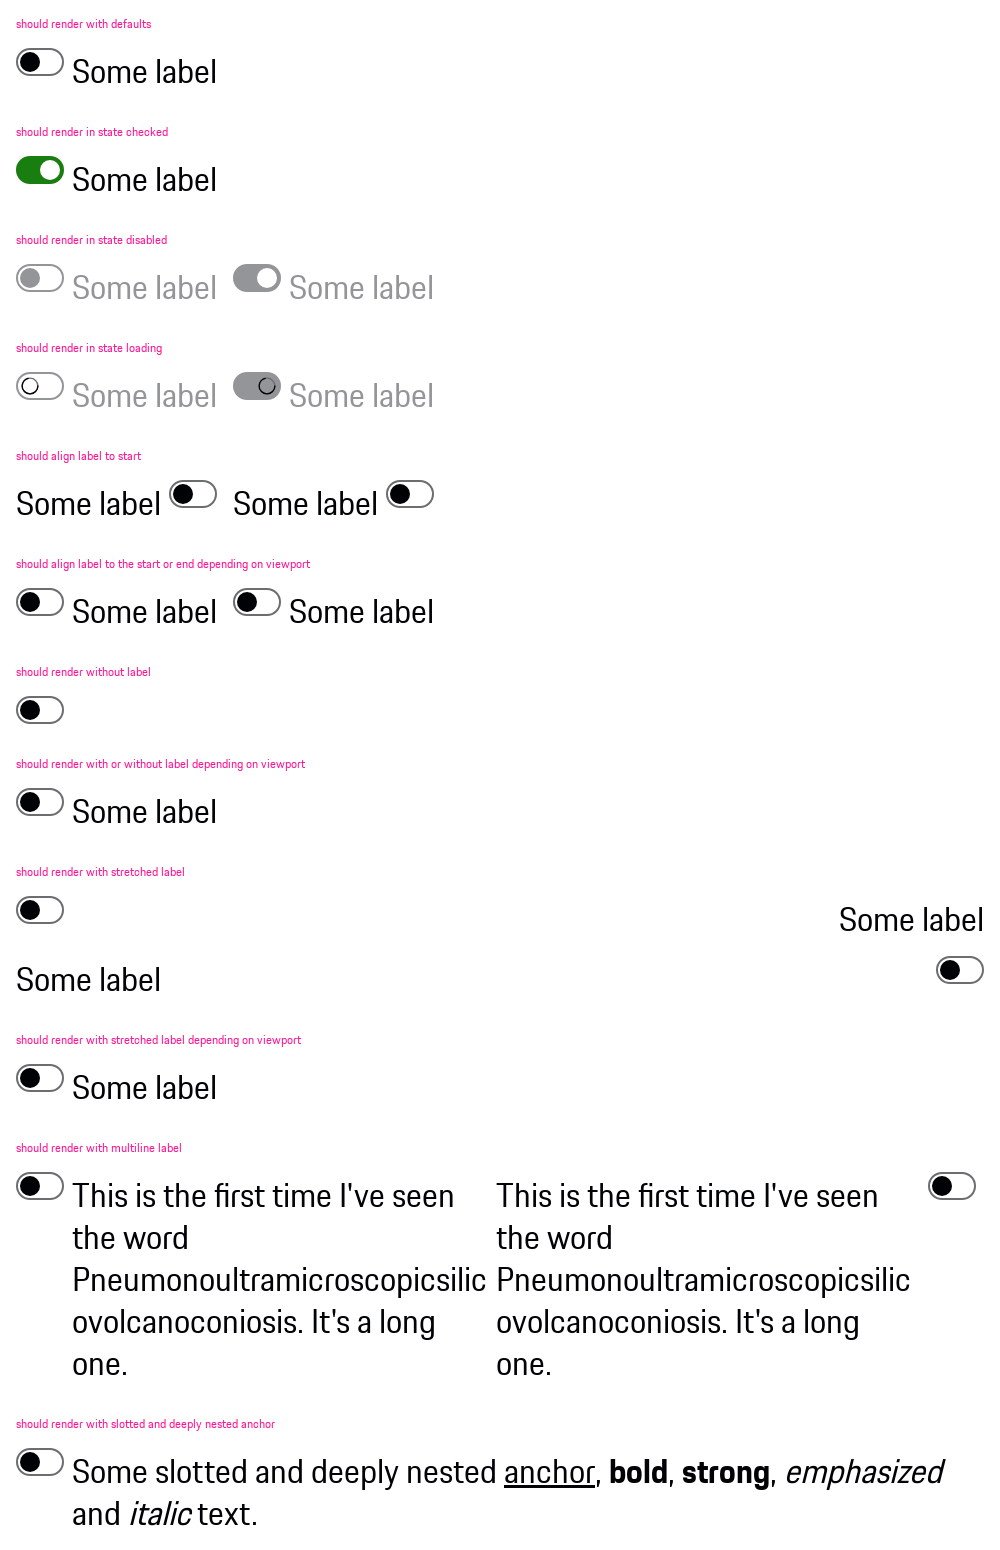 should render with defaults
Some label
should render in state checked
Some label
should render in state disabled
Some label Some label
should render in state loading
Some label Some label
should align label to start
Some label Some label
should align label to the start or end depending on viewport
Some label Some label
should render without label
should render with or without label depending on viewport
Some label
should render with stretched label
Some label
Some label
should render with stretched label depending on viewport
Some label
should render with multiline label
This is the first time I've seen
the word
Pneumonoultramicroscopicsilic
ovolcanoconiosis. It's a long
one.
This is the first time I've seen
the word
Pneumonoultramicroscopicsilic
ovolcanoconiosis. It's a long
one.
should render with slotted and deeply nested anchor
Some slotted and deeply nested anchor, bold, strong, emphasized
and italic text.